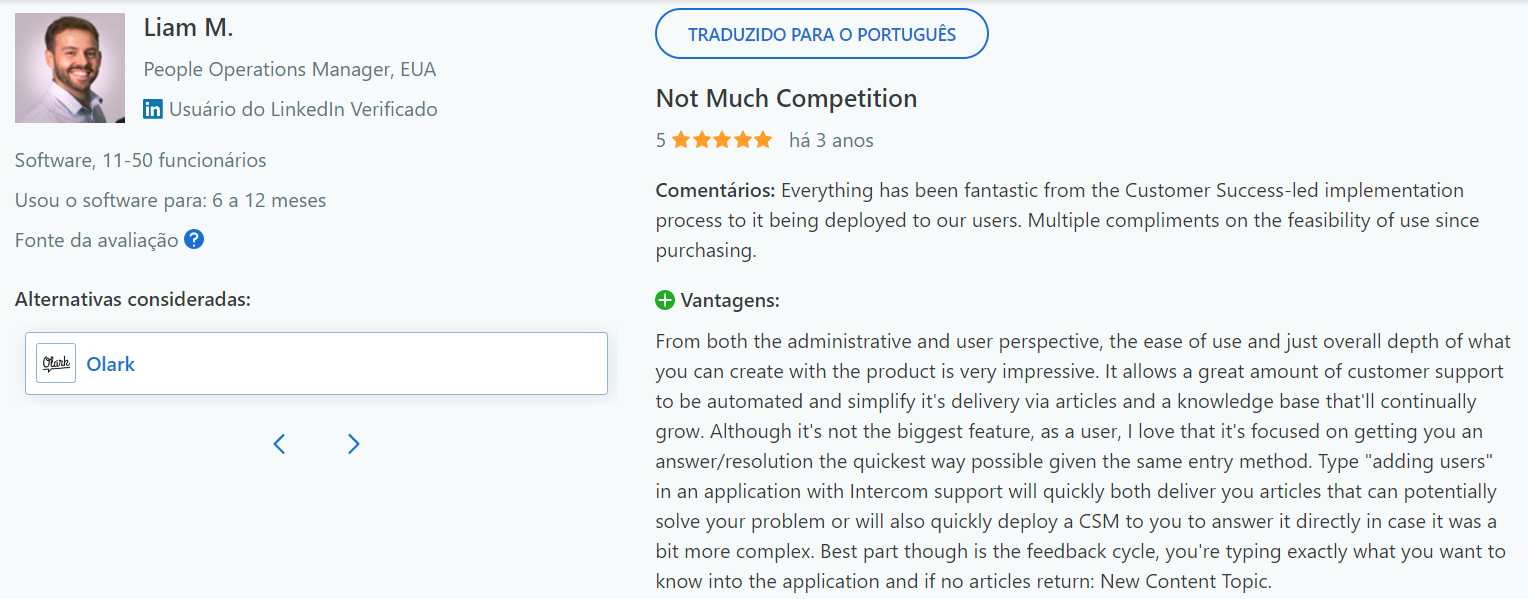 Liam M.
People Operations Manager, EUA
in Usuário do LinkedIn Verificado
Software, 11-50 funcionários
Usou o software para: 6 a 12 meses
Fonte da avaliação ?
Alternativas consideradas:
Olark Olark
TRADUZIDO PARA O PORTUGUÊS
Not Much Competition
5 há 3 anos
Comentários: Everything has been fantastic from the Customer Success-led implementation
process to it being deployed to our users. Multiple compliments on the feasibility of use since
purchasing.
Vantagens:
From both the administrative and user perspective, the ease of use and just overall depth of what
you can create with the product is very impressive. It allows a great amount of customer support
to be automated and simplify it's delivery via articles and a knowledge base that'll continually
grow. Although it's not the biggest feature, as a user, I love that it's focused on getting you an
answer/resolution the quickest way possible given the same entry method. Type "adding users"
in an application with Intercom support will quickly both deliver you articles that can potentially
solve your problem or will also quickly deploy a CSM to you to answer it directly in case it was a
bit more complex. Best part though is the feedback cycle, you're typing exactly what you want to
know into the application and if no articles return: New Content Topic.